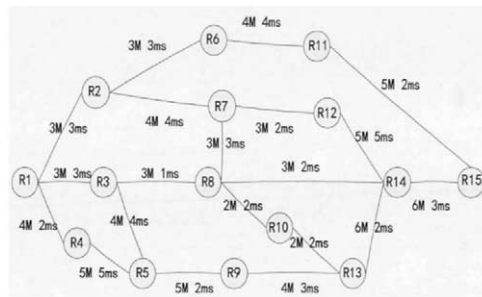 4M 4ms
R6
R11
3M 3ms
R2
5M 2ms
R7
R12
4M 4ms
3M 2ms
3M 3ms
3M 3ms
5M 5ms
R1
3M 3ms
R3
3M 1ms
R8
3M 2ms
R14
R15
6M 3ms
4M 2ms
4M 4ms
2M 2ms
R10
6M 2ms
R4
2M 2ms
5M 5ms
R5
R9
R13
5M 2ms
4M 3ms